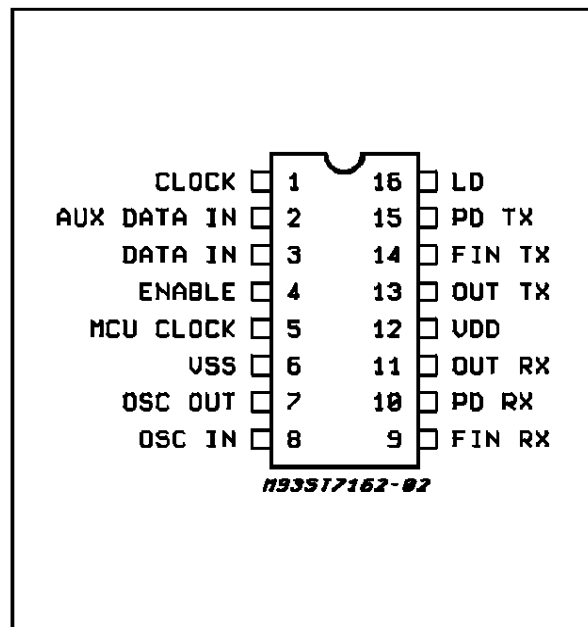 CLOCK 1 16 LD
AUX DATA IN 2 15 PD TX
DATA IN 3 14 FIN TX
ENABLE 4 13 OUT TX
MCU CLOCK 5 12 VDD
VSS 6 11 OUT RX
OSC OUT 7 10 PD RX
OSC IN 8 9 FIN RX
M93ST7162-02